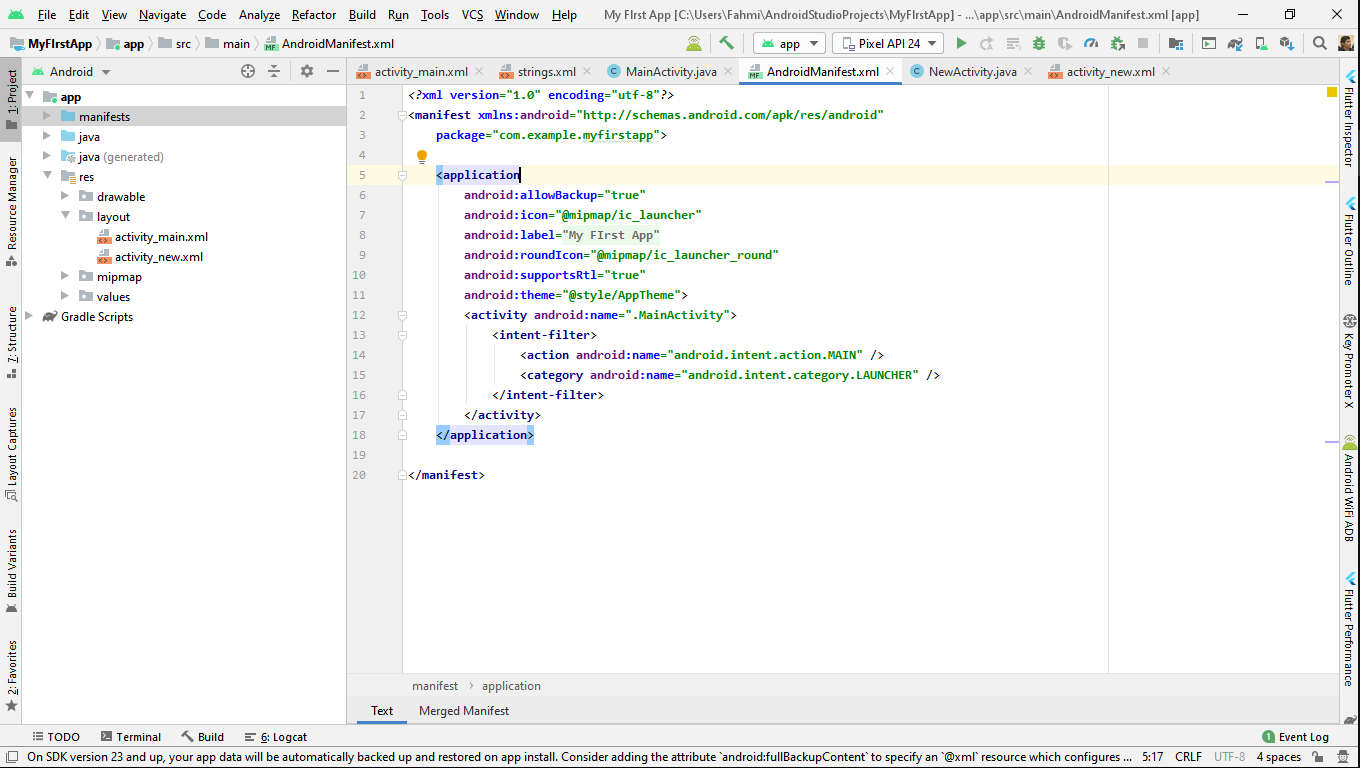 File Edit View Navigate Code Analyze Refactor Build Run Tools VCS Window Help My FIrst App [C:\Users\Fahmi\AndroidStudioProjects\MyFIrstApp] - ...\app\src\main\AndroidManifest.xml [app]
MyFIrstApp app src main AndroidManifest.xml app Pixel API 24
1: Project
Resource Manager
7: Structure
Layout Captures
Build Variants
2: Favorites
Android
app
manifests
java
java (generated)
res
drawable
layout
activity_main.xml
activity_new.xml
mipmap
values
Gradle Scripts
activity_main.xml strings.xml MainActivity.java AndroidManifest.xml NewActivity.java activity_new.xml
1 <?xml version="1.0" encoding="utf-8"?>
2 <manifest xmlns:android="http://schemas.android.com/apk/res/android"
3 package="com.example.myfirstapp">
4
5 <application
6 android:allowBackup="true"
7 android:icon="@mipmap/ic_launcher"
8 android:label="My FIrst App"
9 android:roundIcon="@mipmap/ic_launcher_round"
10 android:supportsRtl="true"
11 android:theme="@style/AppTheme">
12 <activity android:name=".MainActivity">
13 <intent-filter>
14 <action android:name="android.intent.action.MAIN" />
15 <category android:name="android.intent.category.LAUNCHER" />
16 </intent-filter>
17 </activity>
18 </application>
19
20 </manifest>
manifest application
Text Merged Manifest
Flutter Inspector
Flutter Outline
Key Promoter X
Android WiFi ADB
Flutter Performance
TODO Terminal Build 6: Logcat 1 Event Log
On SDK version 23 and up, your app data will be automatically backed up and restored on app install. Consider adding the attribute `android:fullBackupContent` to specify an `@xml` resource which configures ... 5:17 CRLF UTF-8 4 spaces